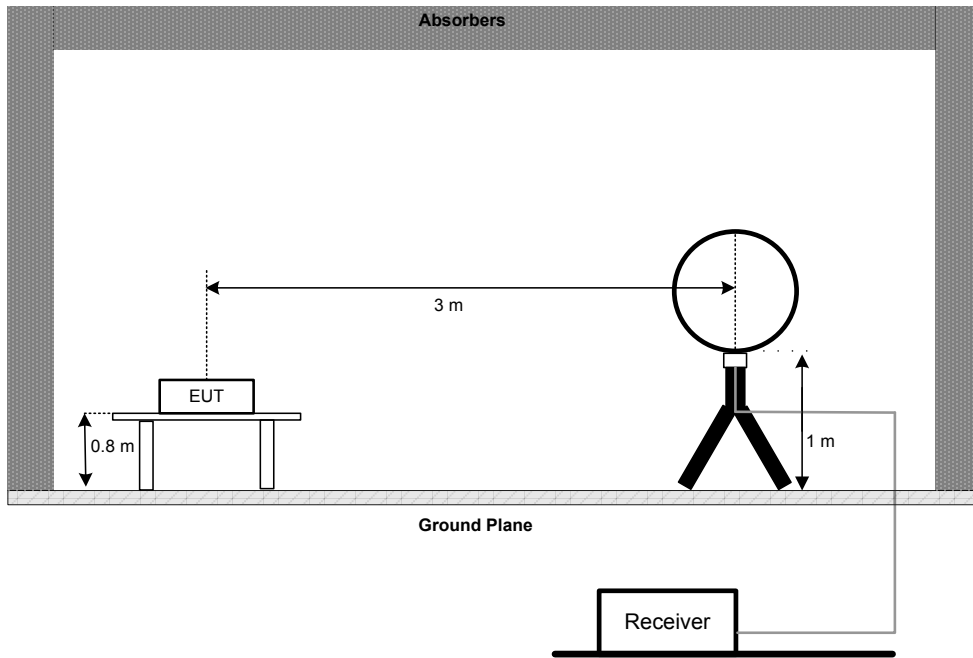 Absorbers
3 m
EUT
0.8 m
1 m
Ground Plane
Receiver